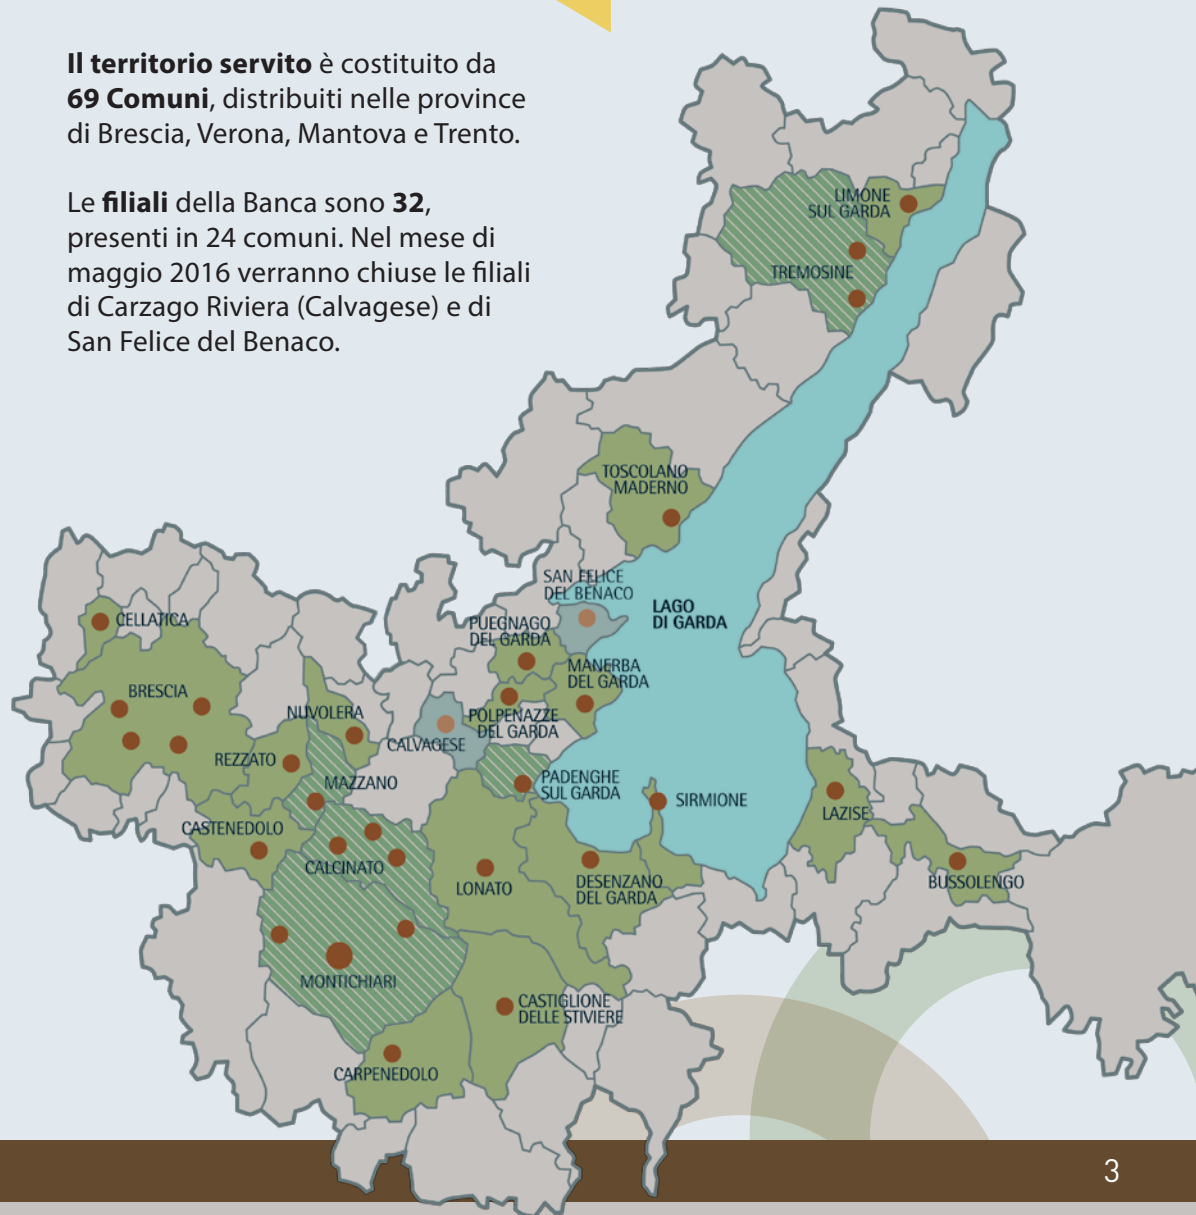 Il territorio servito è costituito da
69 Comuni, distribuiti nelle province
di Brescia, Verona, Mantova e Trento.
Le filiali della Banca sono 32,
presenti in 24 comuni. Nel mese di
maggio 2016 verranno chiuse le filiali
di Carzago Riviera (Calvagese) e di
San Felice del Benaco.
LIMONE
SUL GARDA
TREMOSINE
TOSCOLANO
MADERNO
SAN FELICE
DEL BENACO
LAGO
DI GARDA
CELLATICA
PUEGNAGO
DEL GARDA
MANERBA
DEL GARDA
BRESCIA
NUVOLERA
POLPENAZZE
DEL GARDA
CALVAGESE
REZZATO
MAZZANO
PADENGHE
SUL GARDA
SIRMIONE
LAZISE
CASTENEDOLO
CALCINATO
LONATO
DESENZANO
DEL GARDA
BUSSOLENGO
MONTICHIARI
CASTIGLIONE
DELLE STIVIERE
CARPENEDOLO
3